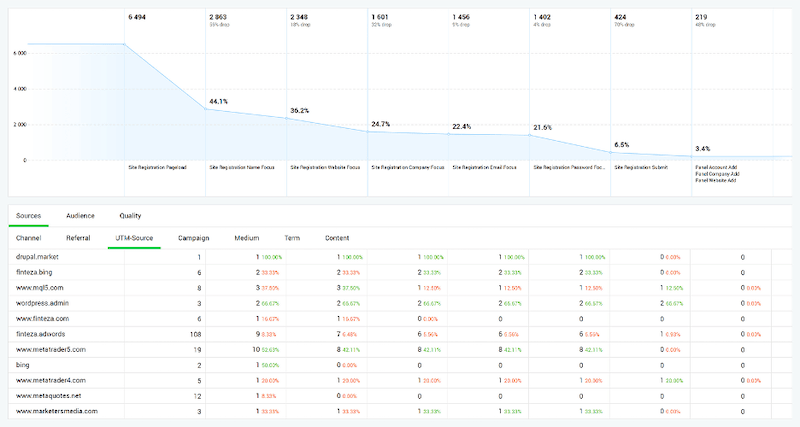 6 494 2 863 2 348 1 601 1 456 1 402 424 219
18% drop 32% drop 5% drop 4% drop 70% drop 48% drop
6 000
4 000
2 000
0
44.1%
36.2%
24.7%
22.4%
21.5%
6.5%
3.4%
Site Registration Pageload Site Registration Name Focus Site Registration Website Focus Site Registration Company Focus Site Registration Email Focus Site Registration Password Foc... Site Registration Submit Panel Account Add
Panel Company Add
Panel Website Add
Sources Audience Quality
Channel Referral UTM-Source Campaign Medium Term Content
drupal.market 1 1 100.00% 1 100.00% 1 100.00% 1 100.00% 1 100.00% 0 0.00% 0
finteza.bing 6 2 33.33% 2 33.33% 2 33.33% 2 33.33% 2 33.33% 0 0.00% 0
www.mql5.com 8 3 37.50% 3 37.50% 1 12.50% 1 12.50% 1 12.50% 1 12.50% 0 0.00%
wordpress.admin 3 2 66.67% 2 66.67% 2 66.67% 2 66.67% 2 66.67% 2 66.67% 0 0.00%
www.finteza.com 6 1 16.67% 1 16.67% 0 0.00% 0 0 0 0
finteza.adwords 108 9 8.33% 7 6.48% 6 5.56% 6 5.56% 6 5.56% 1 0 0.00%
www.metatrader5.com 19 10 52.63% 8 42.11% 8 42.11% 8 42.11% 8 42.11% 0 0.00% 0
bing 2 1 50.00% 0 0.00% 0 0 0 0 0
www.metatrader4.com 5 1 20.00% 1 20.00% 1 20.00% 1 20.00% 1 20.00% 1 20.00% 0 0.00%
www.metaquotes.net 12 1 8.33% 0 0.00% 0 0 0 0 0
www.marketersmedia.com 3 1 33.33% 1 33.33% 1 33.33% 1 33.33% 1 33.33% 0 0.00% 0